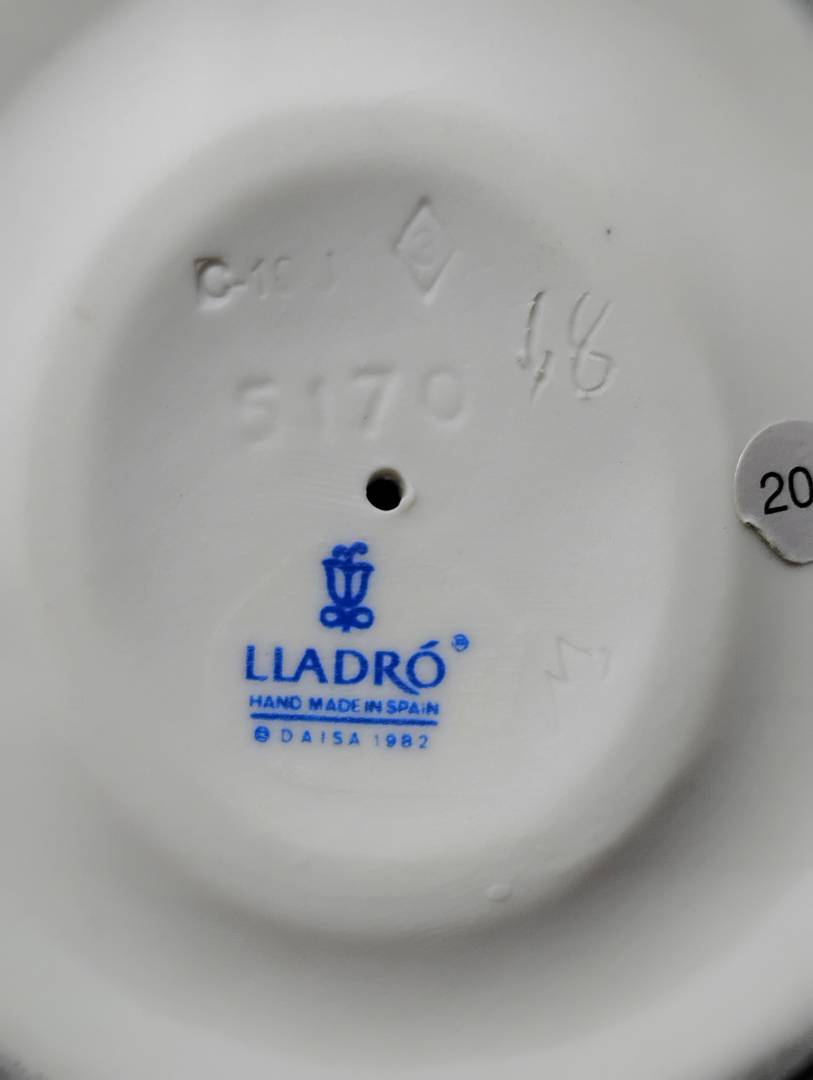 5170
18
20
LLADRÓ®
HAND MADE IN SPAIN
© DAISA 1982